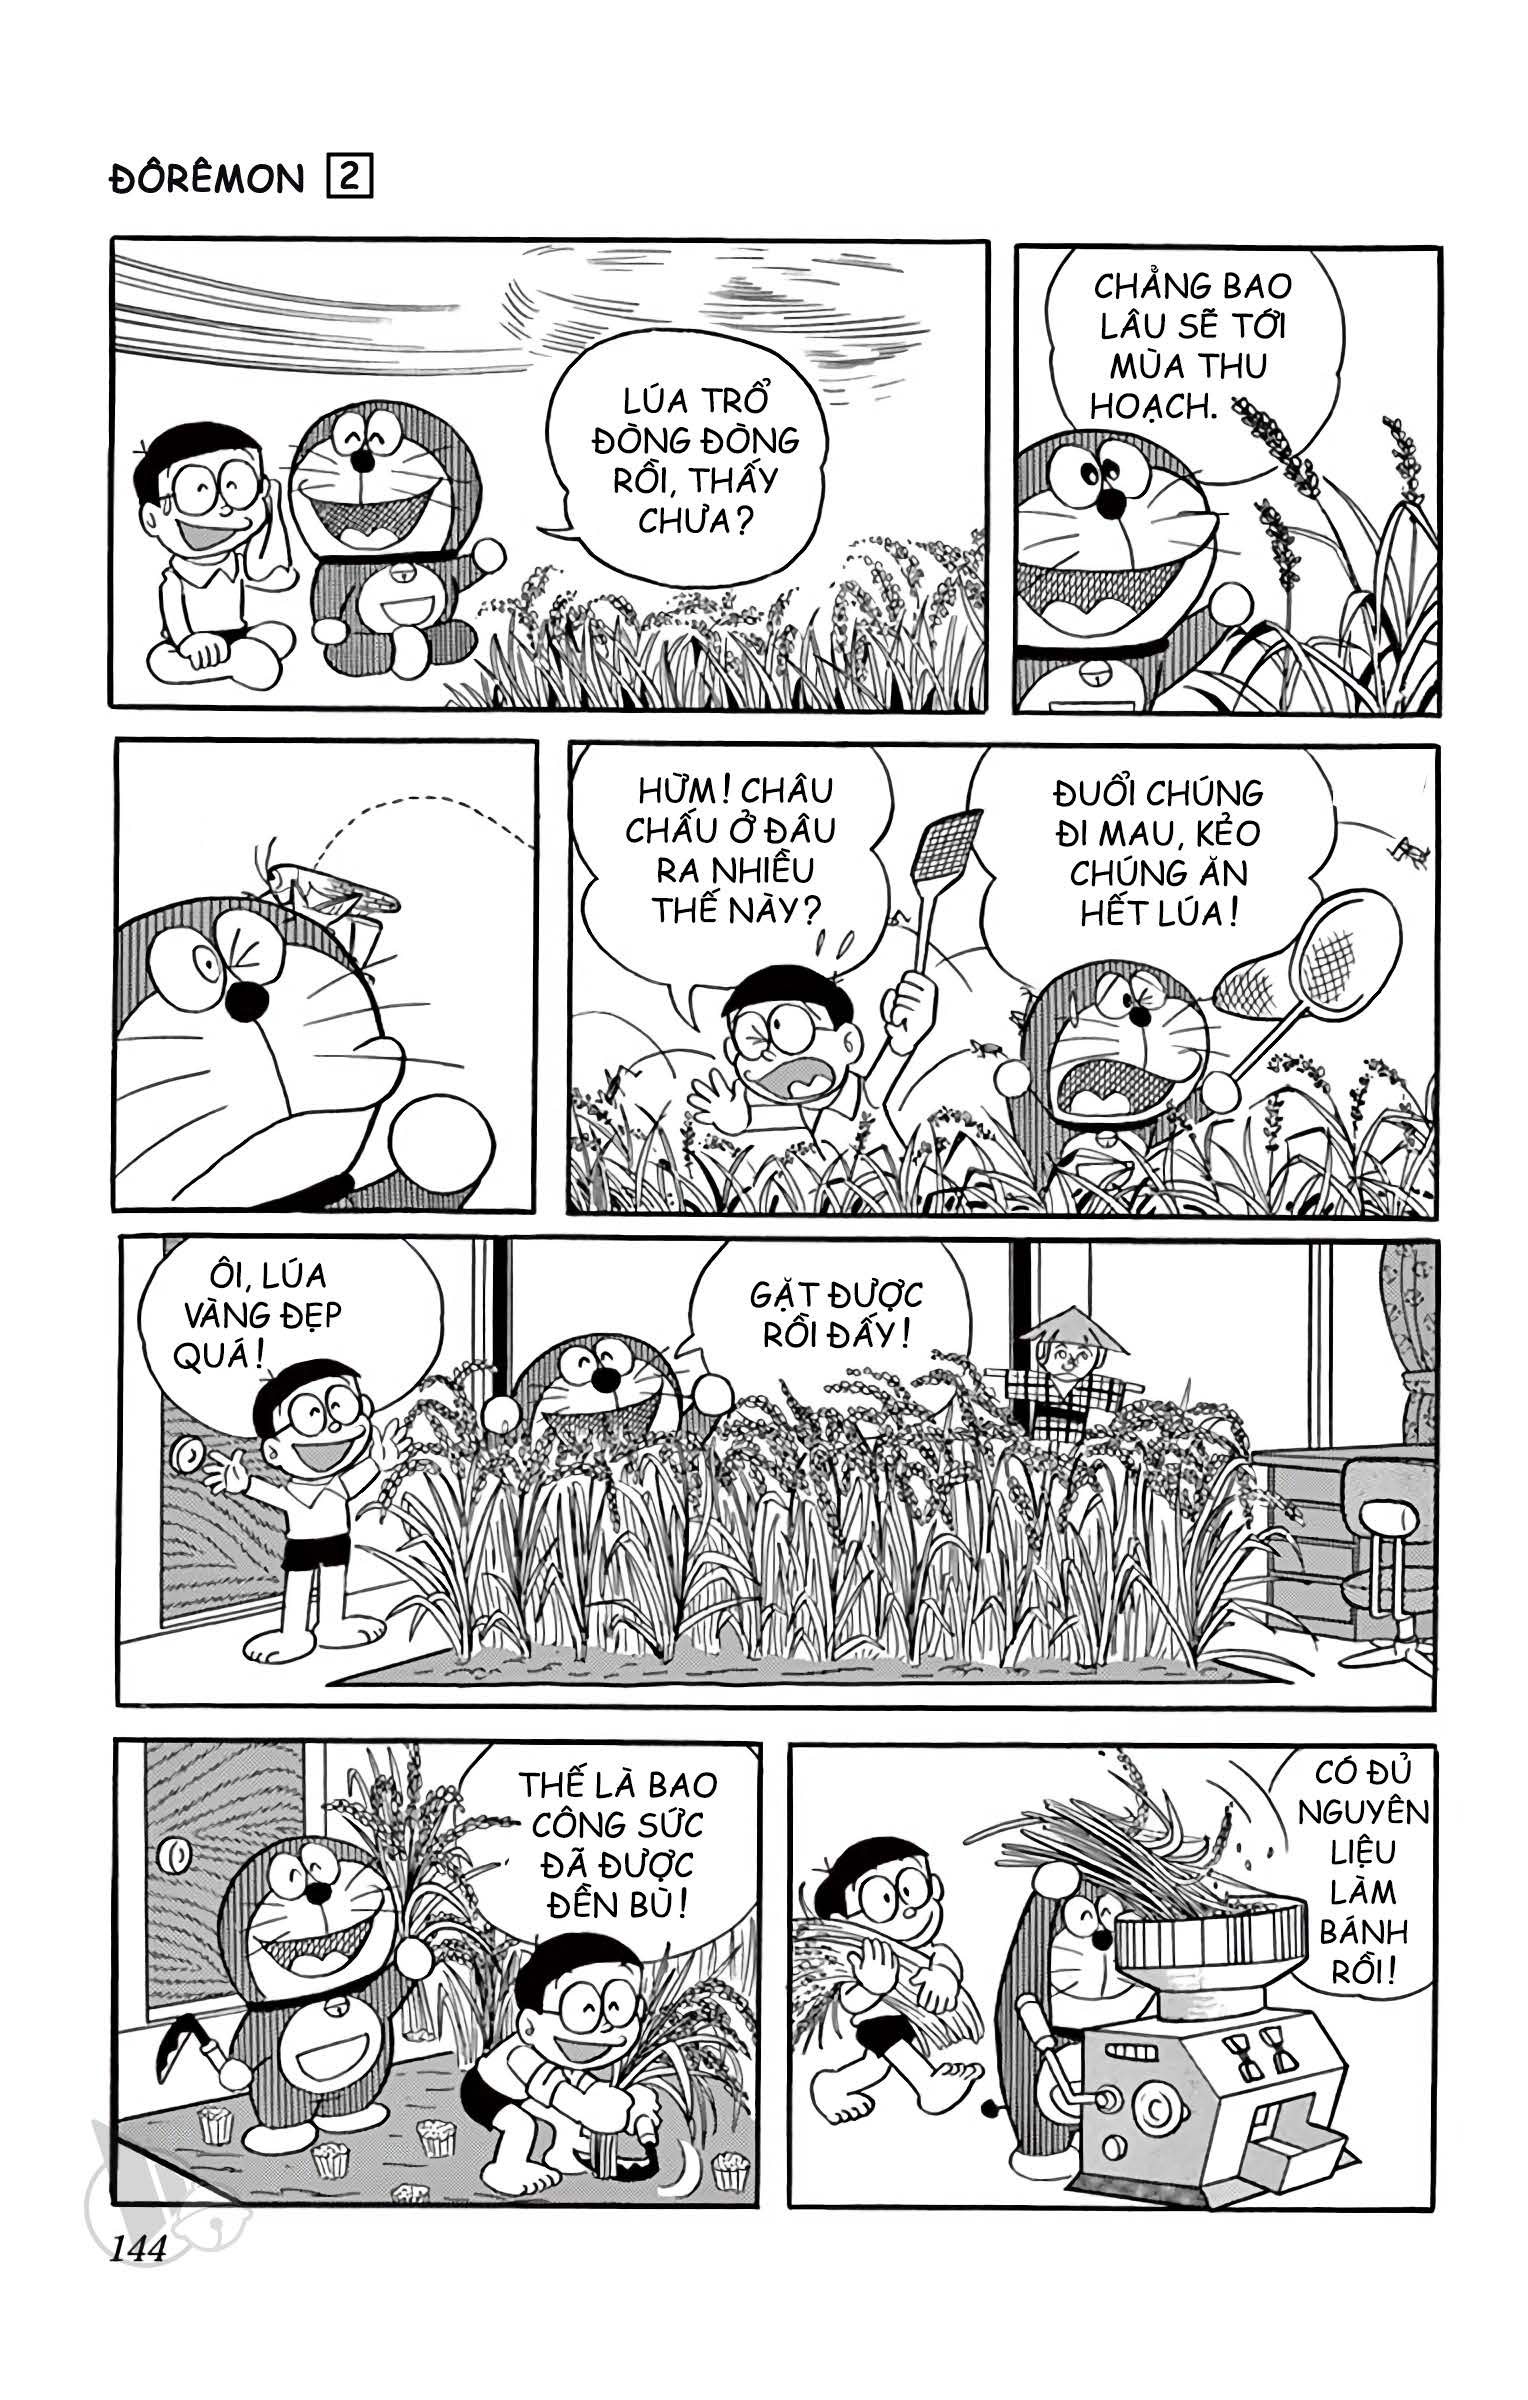 ĐÔRÊMON 2
LÚA TRỔ
ĐÒNG ĐÒNG
RỒI, THẤY
CHƯA?
CHẲNG BAO
LÂU SẼ TỚI
MÙA THU
HOẠCH.
HỪM! CHÂU
CHẤU Ở ĐÂU
RA NHIỀU
THẾ NÀY?
ĐUỔI CHÚNG
ĐI MAU, KẺO
CHÚNG ĂN
HẾT LÚA!
ÔI, LÚA
VÀNG ĐẸP
QUÁ!
GẶT ĐƯỢC
RỒI ĐẤY!
THẾ LÀ BAO
CÔNG SỨC
ĐÃ ĐƯỢC
ĐỀN BÙ!
CÓ ĐỦ
NGUYÊN
LIỆU
LÀM
BÁNH
RỒI!
144